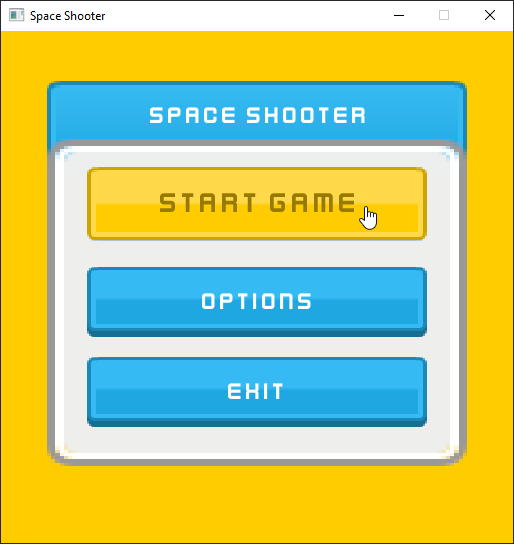 Space Shooter
SPACE SHOOTER
START GAME
OPTIONS
EXIT